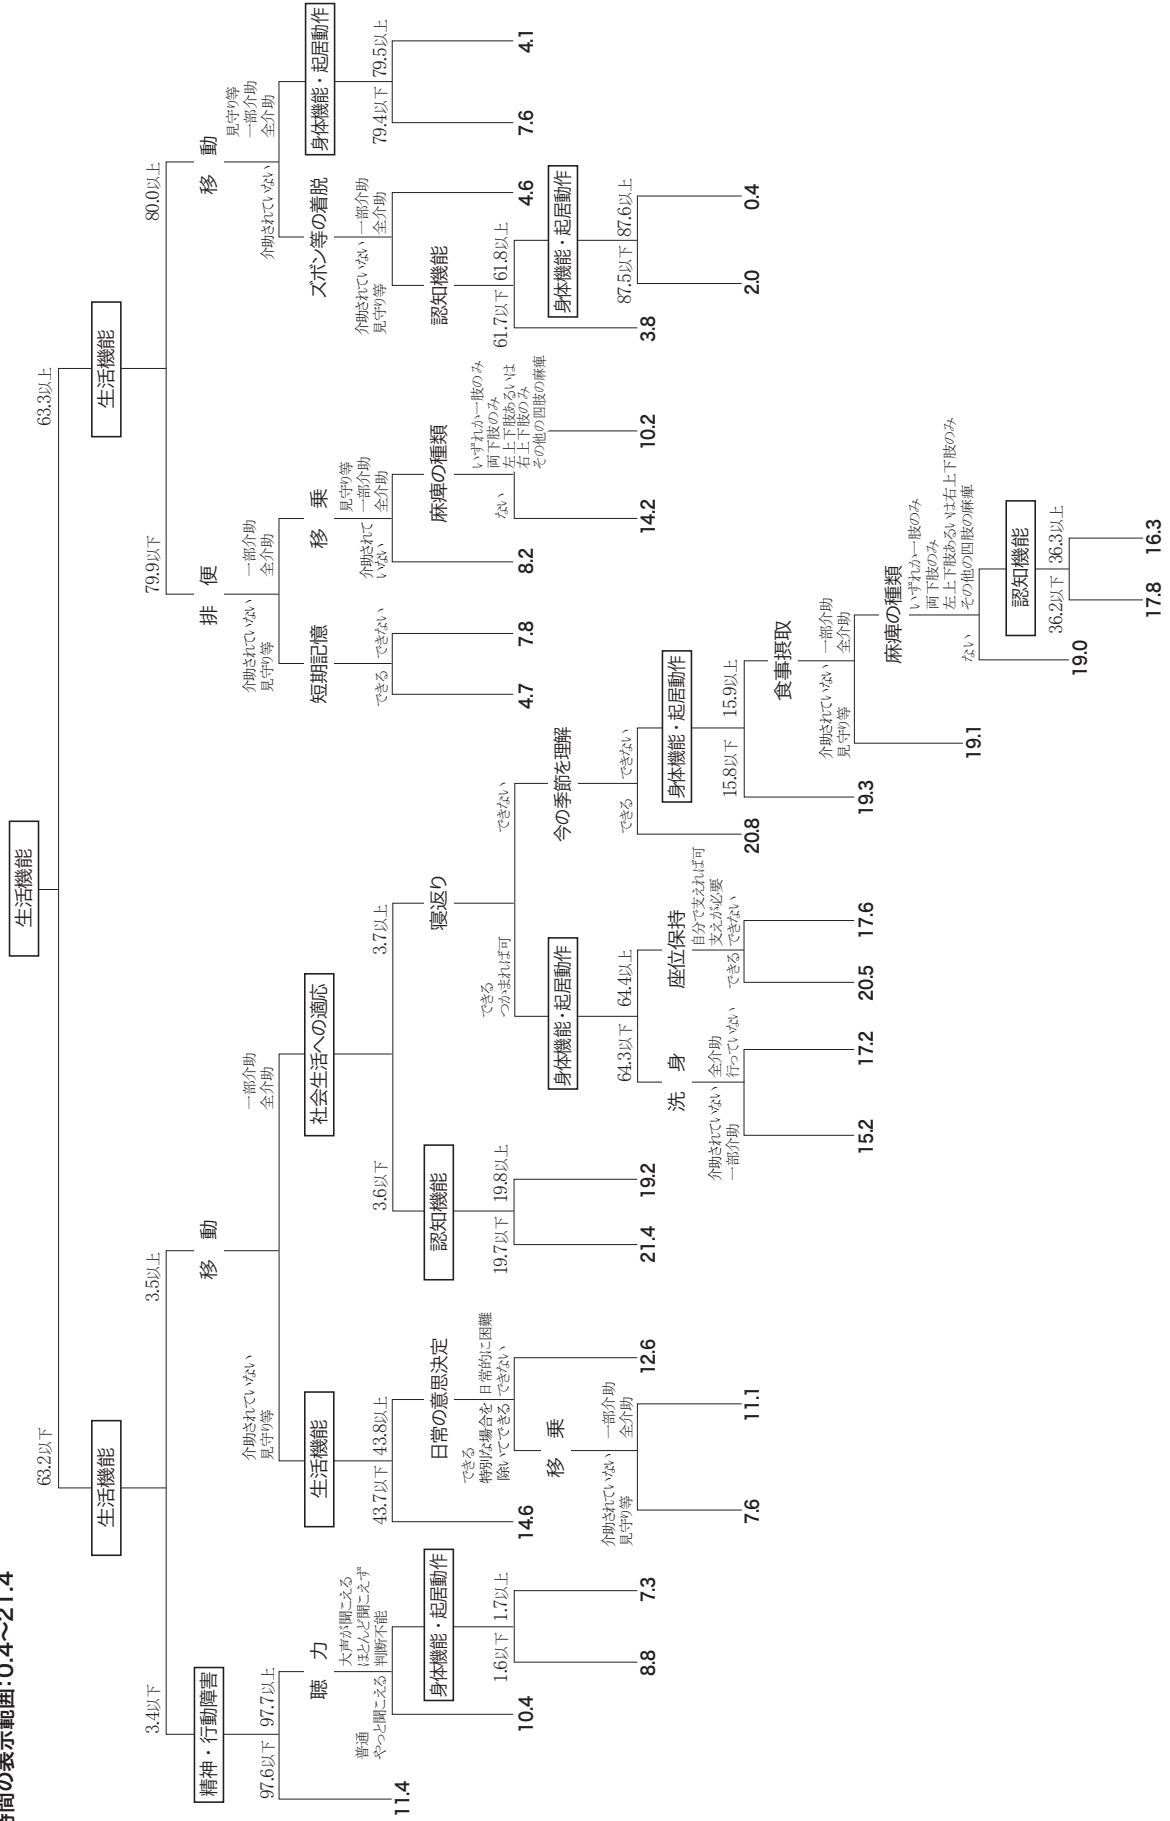 時間の表示範囲：0.4～21.4
生活機能
63.2以下
63.3以上
生活機能
生活機能
3.4以下
3.5以上
79.9以下
80.0以上
精神・行動障害
移　動
排　便
移　動
97.6以下
97.7以上
介助されていない
見守り等
一部介助
全介助
介助されていない
見守り等
一部介助
全介助
介助されていない
見守り等
一部介助
全介助
11.4
聴　力
生活機能
社会生活への適応
短期記憶
移　乗
ズボン等の着脱
身体機能・起居動作
普通
やっと聞こえる
大声が聞こえる
ほとんど聞こえず
判断不能
43.7以下
43.8以上
3.6以下
3.7以上
できる
できない
介助されて
いない
見守り等
一部介助
全介助
介助されていない
見守り等
一部介助
全介助
79.4以下
79.5以上
10.4
身体機能・起居動作
14.6
日常の意思決定
認知機能
寝返り
4.7
7.8
8.2
麻痺の種類
認知機能
4.6
7.6
4.1
1.6以下
1.7以上
できる
特別な場合を
除いてできる
日常的に困難
できない
19.7以下
19.8以上
できる
つかまれば可
できない
ない
いずれか一肢のみ
両下肢のみ
左上下肢あるいは
右上下肢のみ
その他の四肢の麻痺
61.7以下
61.8以上
8.8
7.3
移　乗
12.6
21.4
19.2
身体機能・起居動作
今の季節を理解
14.2
10.2
3.8
身体機能・起居動作
介助されていない
見守り等
一部介助
全介助
64.3以下
64.4以上
できる
できない
87.5以下
87.6以上
7.6
11.1
洗　身
座位保持
20.8
身体機能・起居動作
2.0
0.4
介助されていない
一部介助
全介助
行っていない
できる
自分で支えれば可
支えが必要
できない
15.8以下
15.9以上
15.2
17.2
20.5
17.6
19.3
食事摂取
介助されていない
見守り等
一部介助
全介助
19.1
麻痺の種類
ない
いずれか一肢のみ
両下肢のみ
左上下肢あるいは右上下肢のみ
その他の四肢の麻痺
19.0
認知機能
36.2以下
36.3以上
17.8
16.3